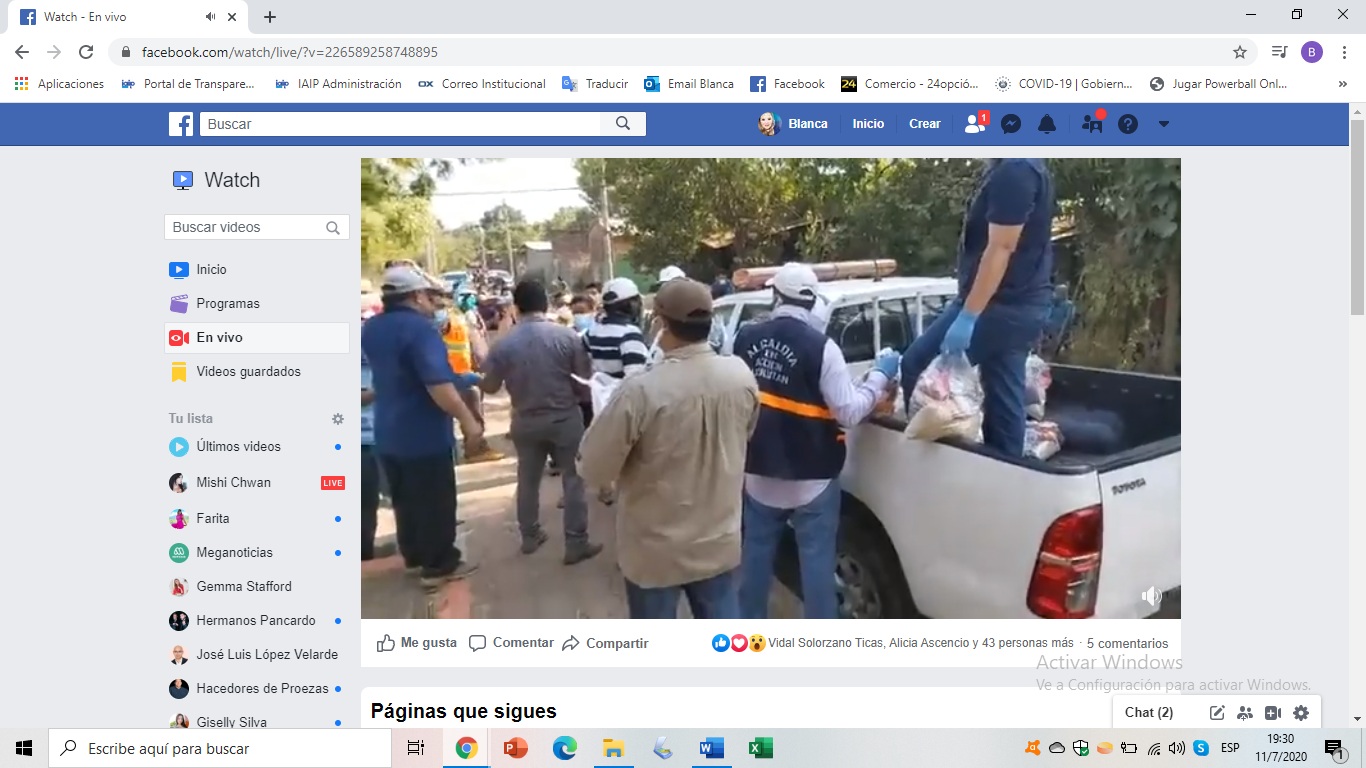 Watch - En vivo
facebook.com/watch/live/?v=226589258748895
Aplicaciones
Portal de Transpare...
IAIP Administración
Correo Institucional
Traducir
Email Blanca
Facebook
Comercio - 24opció...
COVID-19 | Gobiern...
Jugar Powerball Onl...
»
B
Buscar
Blanca
Inicio
Crear
1
Watch
Buscar videos
Inicio
Programas
En vivo
Videos guardados
Tu lista
Últimos videos
Mishi Chwan
LIVE
Farita
Meganoticias
Gemma Stafford
Hermanos Pancardo
José Luis López Velarde
Hacedores de Proezas
Giselly Silva
ALCALDIA
TOYOTA
Me gusta
Comentar
Compartir
Vidal Solorzano Ticas, Alicia Ascencio y 43 personas más · 5 comentarios
Activar Windows
Ve a Configuración para activar Windows.
Páginas que sigues
Chat (2)
Escribe aquí para buscar
ESP
19:30
11/7/2020
1